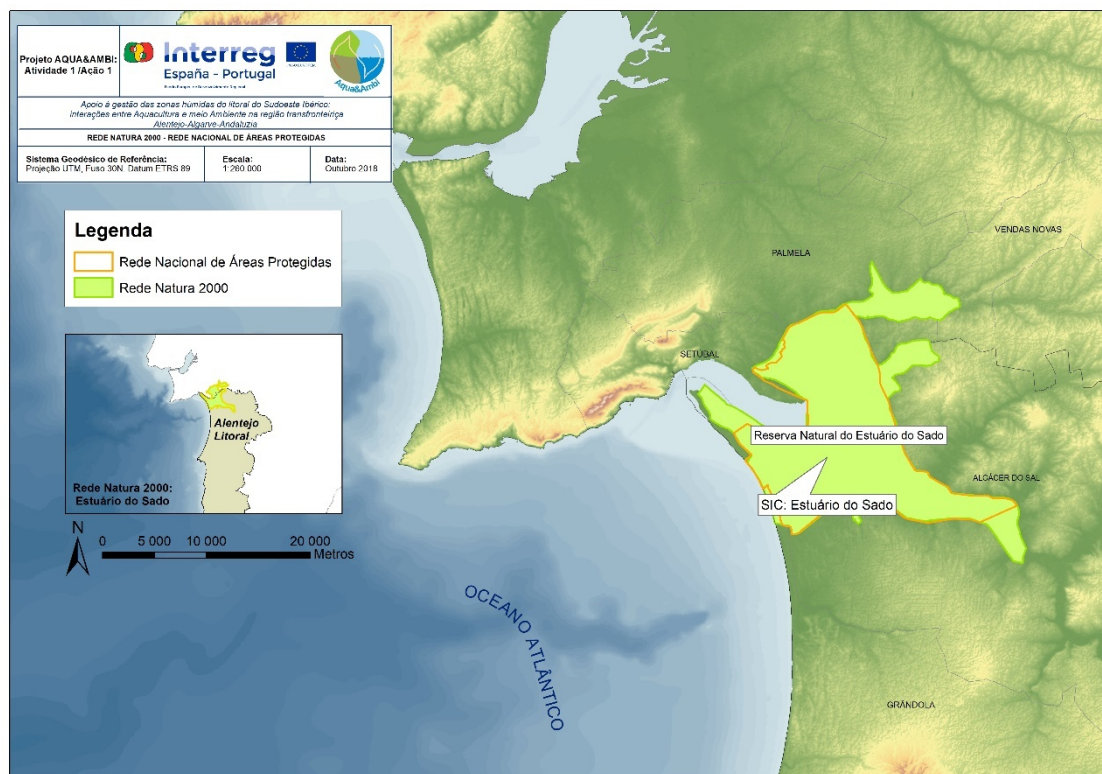 Projeto AQUA&AMBI:
Atividade 1 /Ação 1
Interreg
España - Portugal
Aqua&Ambi
Apoio à gestão das zonas húmidas do litoral do Sudoeste Ibérico:
Interações entre Aquacultura e meio Ambiente na região transfronteiriça
Alentejo-Algarve-Andaluzia
REDE NATURA 2000 - REDE NACIONAL DE ÁREAS PROTEGIDAS
Sistema Geodésico de Referência:
Projeção UTM, Fuso 30N, Datum ETRS 89
Escala:
1:260.000
Data:
Outubro 2018
Legenda
Rede Nacional de Áreas Protegidas
Rede Natura 2000
VENDAS NOVAS
PALMELA
SETÚBAL
Reserva Natural do Estuário do Sado
ALCÁCER DO SAL
SIC: Estuário do Sado
Alentejo
Litoral
Rede Natura 2000:
Estuário do Sado
N
0 5 000 10 000 20 000
Metros
OCEANO ATLÂNTICO
GRÂNDOLA